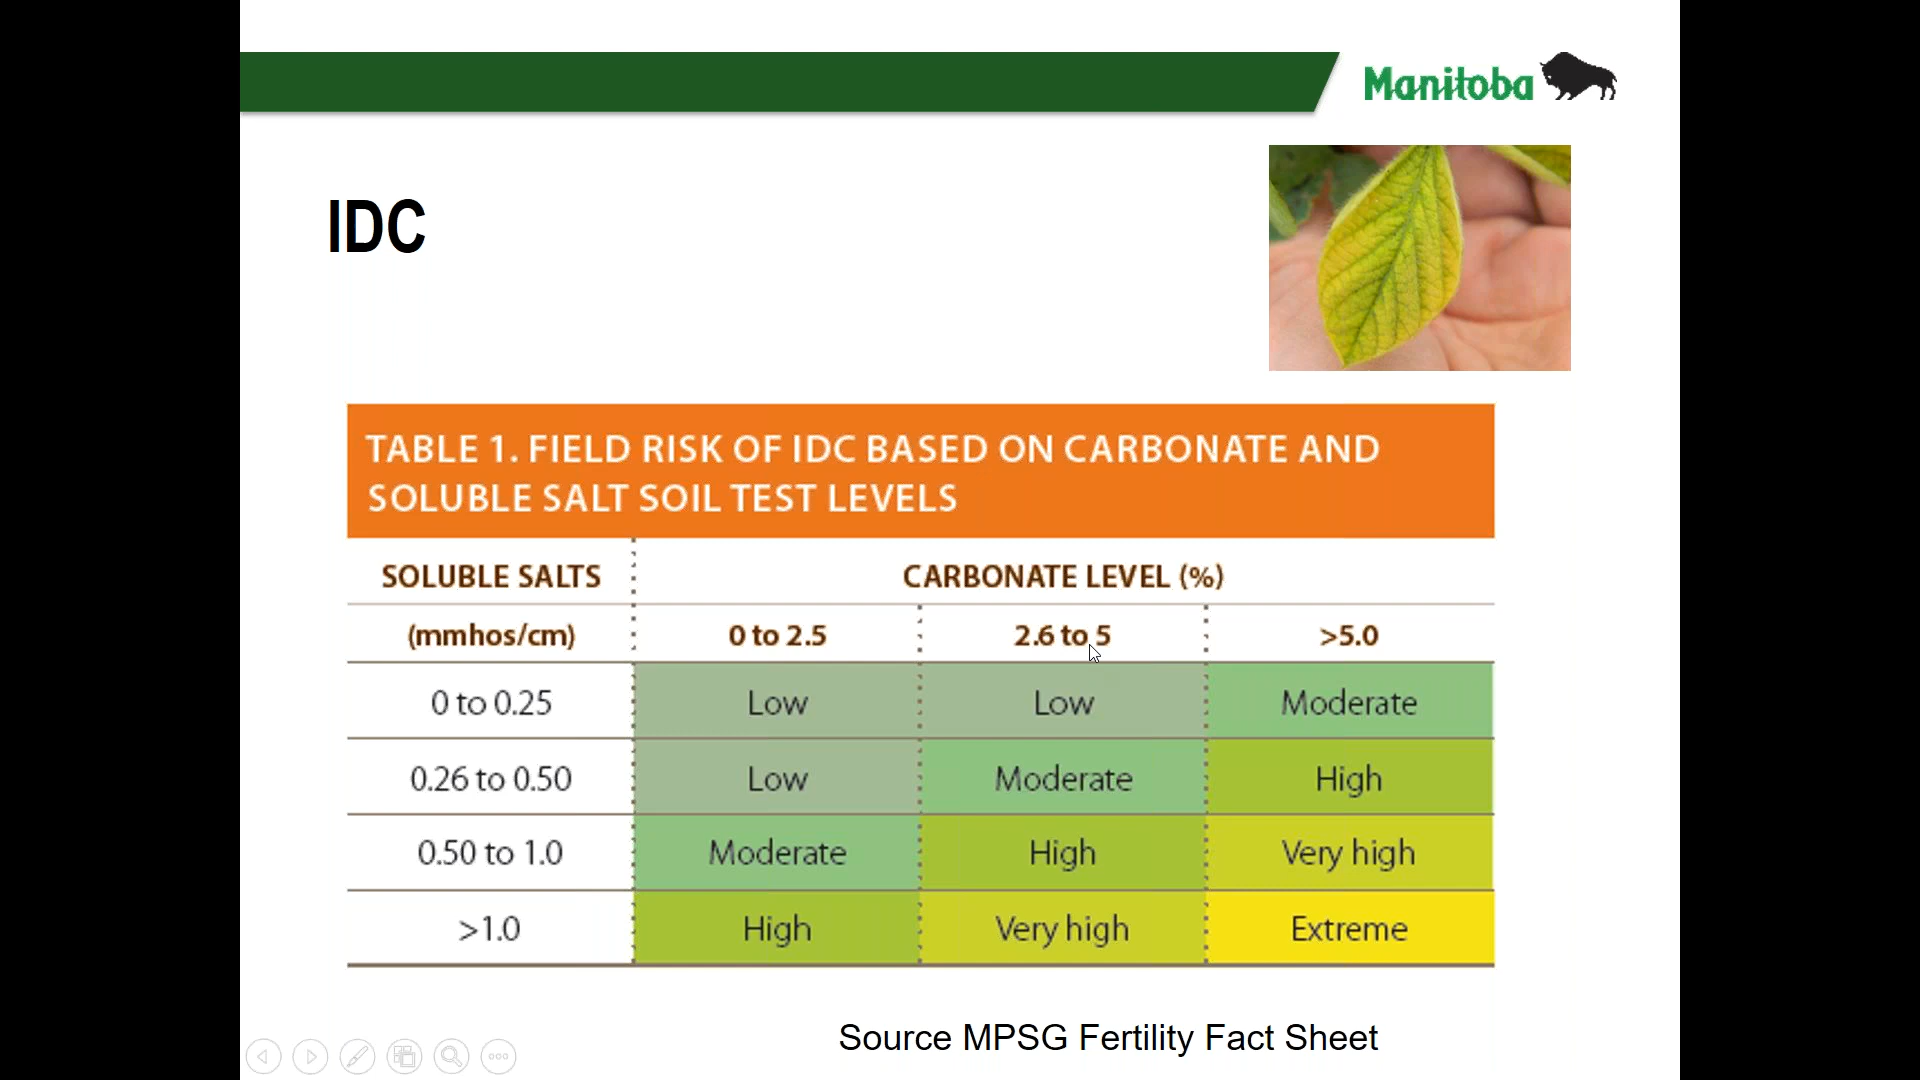 Manitoba
IDC
TABLE 1. FIELD RISK OF IDC BASED ON CARBONATE AND
SOLUBLE SALT SOIL TEST LEVELS
SOLUBLE SALTS CARBONATE LEVEL (%)
(mmhos/cm) 0 to 2.5 2.6 to 5 >5.0
0 to 0.25 Low Low Moderate
0.26 to 0.50 Low Moderate High
0.50 to 1.0 Moderate High Very high
>1.0 High Very high Extreme
Source MPSG Fertility Fact Sheet